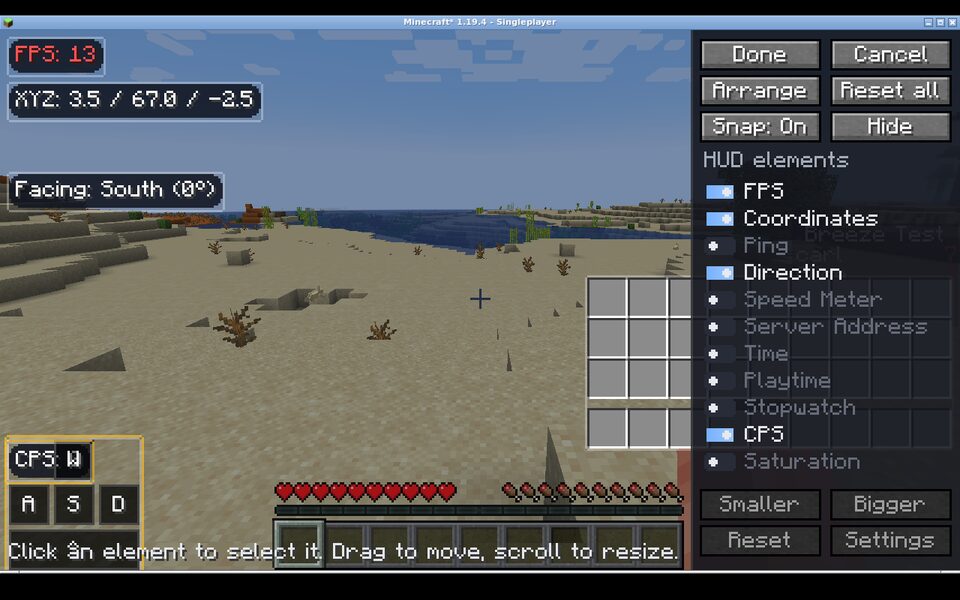 Minecraft* 1.19.4 - Singleplayer
FPS: 13
XYZ: 3.5 / 67.0 / -2.5
Facing: South (0°)
CPS
W
A
S
D
Click an element to select it. Drag to move, scroll to resize.
Done
Cancel
Arrange
Reset all
Snap: On
Hide
HUD elements
FPS
Coordinates
Ping
Breeze Test
Direction
Speed Meter
Server Address
Time
Playtime
Stopwatch
CPS
Saturation
Smaller
Bigger
Reset
Settings